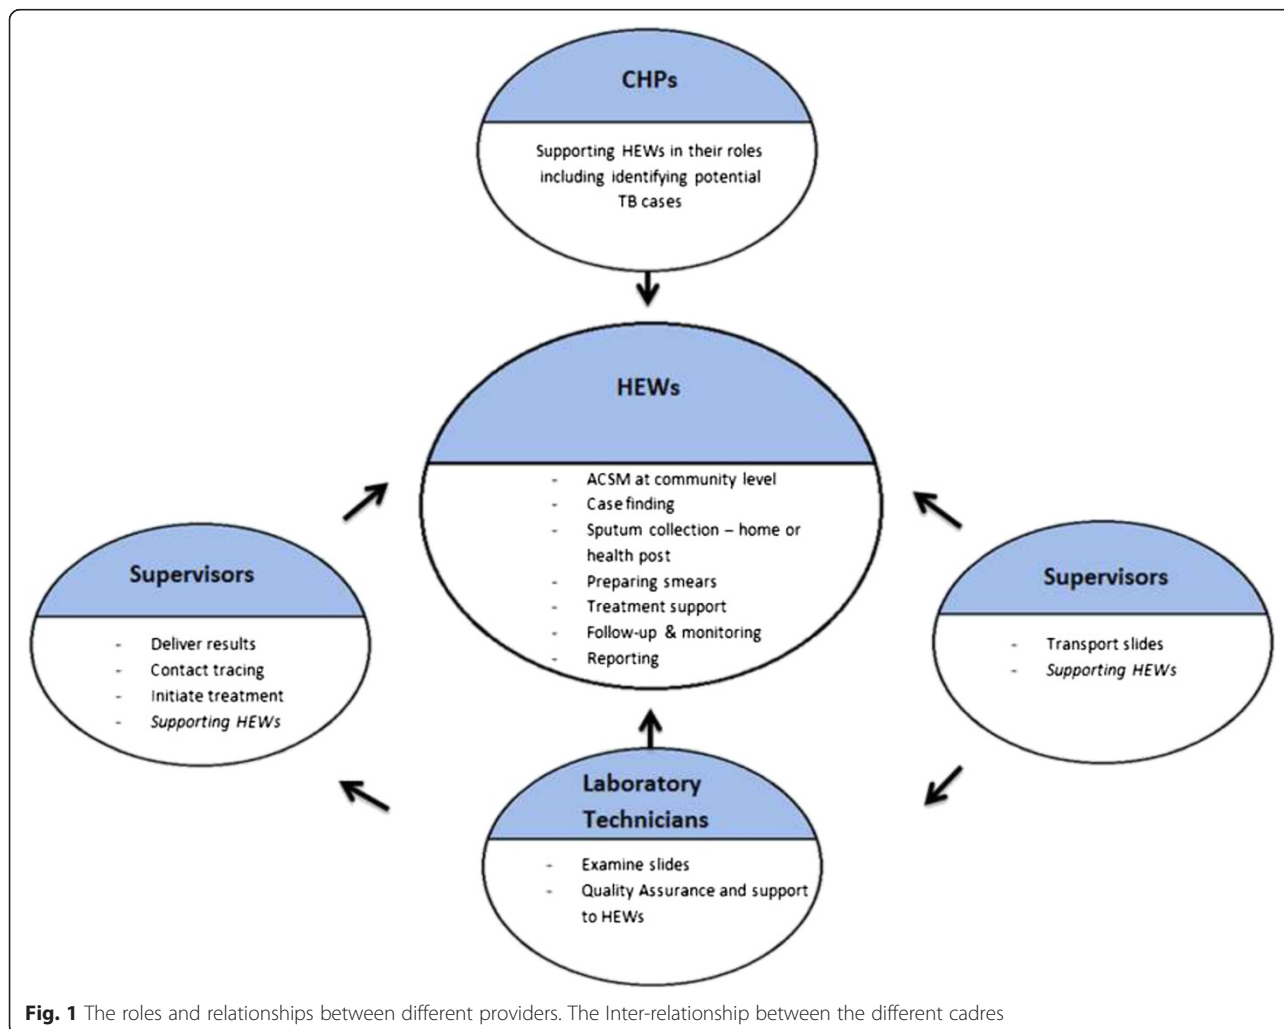 CHPs
Supporting HEWs in their roles
including identifying potential
TB cases
HEWs
- ACSM at community level
- Case finding
- Sputum collection – home or
health post
- Preparing smears
- Treatment support
- Follow-up & monitoring
- Reporting
Supervisors
- Deliver results
- Contact tracing
- Initiate treatment
- Supporting HEWs
Supervisors
- Transport slides
- Supporting HEWs
Laboratory
Technicians
- Examine slides
- Quality Assurance and support
to HEWs
Fig. 1 The roles and relationships between different providers. The Inter-relationship between the different cadres